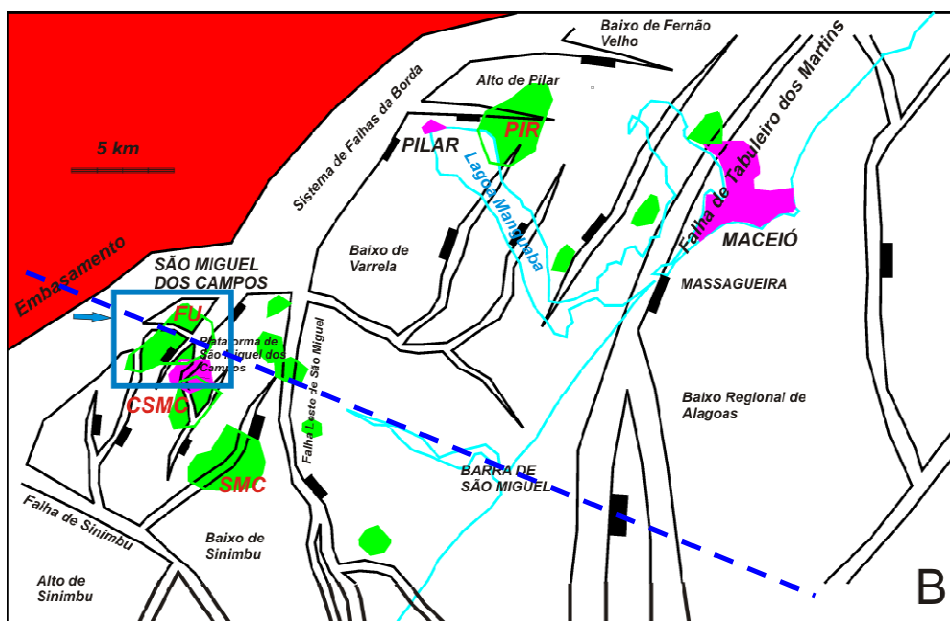 Baixo de Fernão
Velho
Alto de Pilar
PIR
PILAR
5 km
Sistema de Falhas da Borda
Lagoa Manguaba
Falha de Tabuleiro dos Martins
MACEIÓ
MASSAGUEIRA
Baixo de
Varrela
Embasamento
SÃO MIGUEL
DOS CAMPOS
FU
Plataforma de
São Miguel dos
Campos
CSMC
SMC
Falha Leste de São Miguel
Baixo Regional de
Alagoas
BARRA DE
SÃO MIGUEL
Falha de Sinimbu
Baixo de
Sinimbu
Alto de
Sinimbu
B